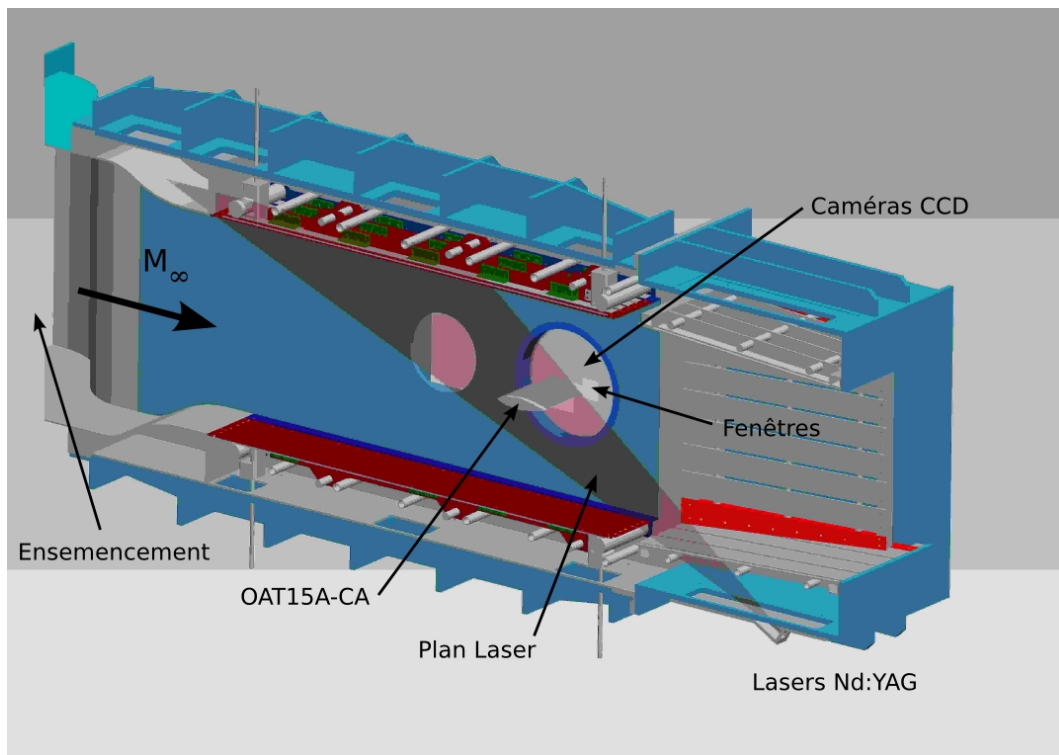 Caméras CCD
M∞
Fenêtres
Ensemencement
OAT15A-CA
Plan Laser
Lasers Nd:YAG